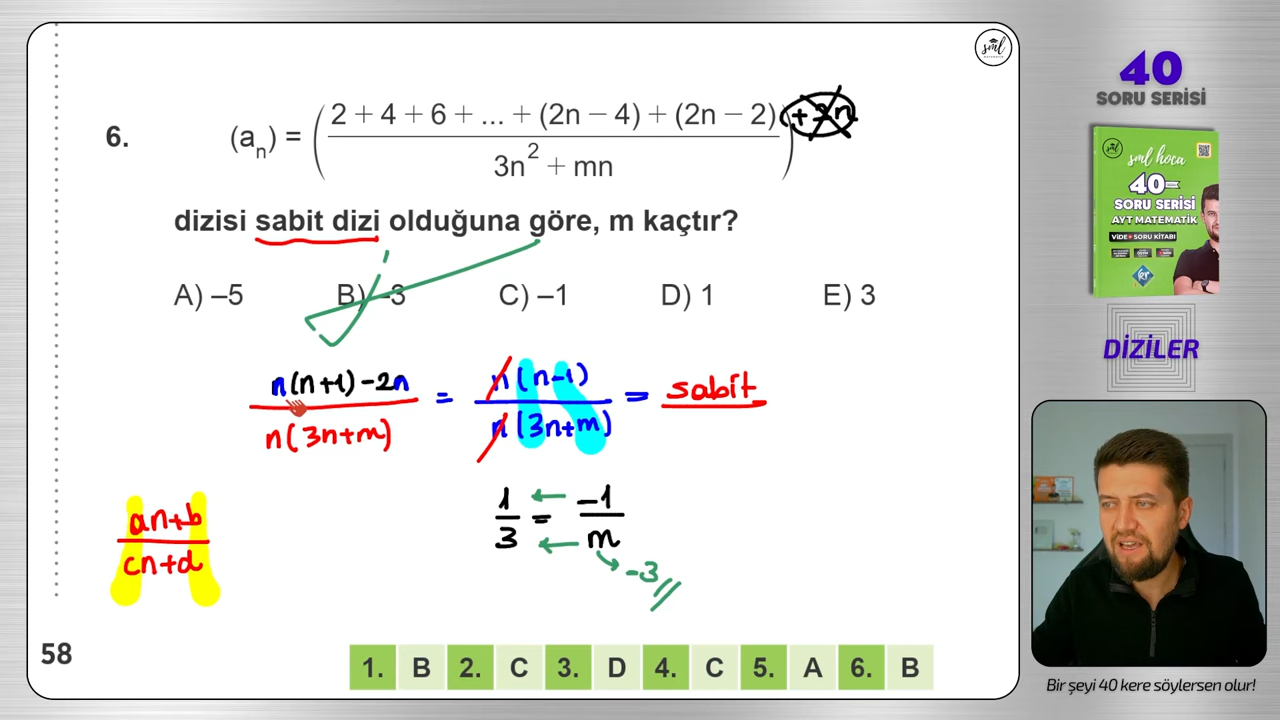 sml
6. (aₙ) = ( 2 + 4 + 6 + ... + (2n – 4) + (2n – 2) / 3n² + mn ) + 2n
dizisi sabit dizi olduğuna göre, m kaçtır?
A) –5 B) –3 C) –1 D) 1 E) 3
n(n+1) – 2n / n(3n+m) = n(n–1) / n(3n+m) = sabit
1/3 = –1/m
–3
an+b / cn+d
58
1. B 2. C 3. D 4. C 5. A 6. B
40
SORU SERİSİ
sml hoca
40
SORU SERİSİ
AYT MATEMATİK
VİDEO SORU KİTABI
DİZİLER
Bir şeyi 40 kere söylersen olur!